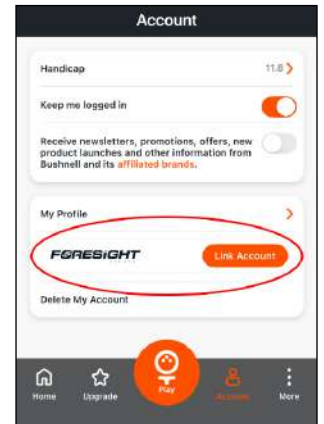 Account
Handicap 11.8
Keep me logged in
Receive newsletters, promotions, offers, new
product launches and other information from
Bushnell and its affiliated brands.
My Profile
FORESIGHT Link Account
Delete My Account
Home Upgrade Play Account More